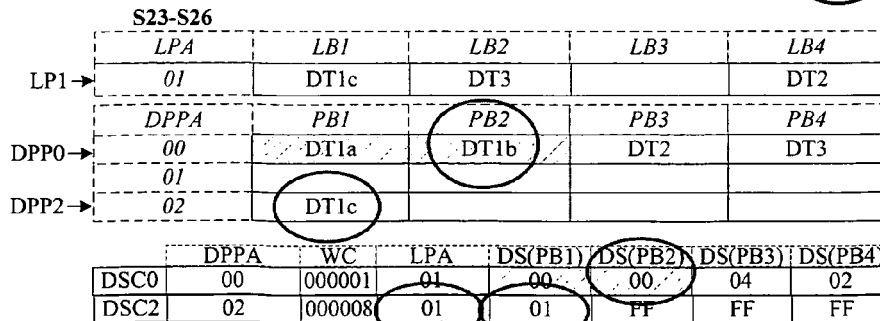 S23-S26
LPA LB1 LB2 LB3 LB4
LP1 01 DT1c DT3 DT2
DPPA PB1 PB2 PB3 PB4
DPP0 00 DT1a DT1b DT2 DT3
01
DPP2 02 DT1c
DPPA WC LPA DS(PB1) DS(PB2) DS(PB3) DS(PB4)
DSC0 00 000001 01 00 00 04 02
DSC2 02 000008 01 01 FF FF FF